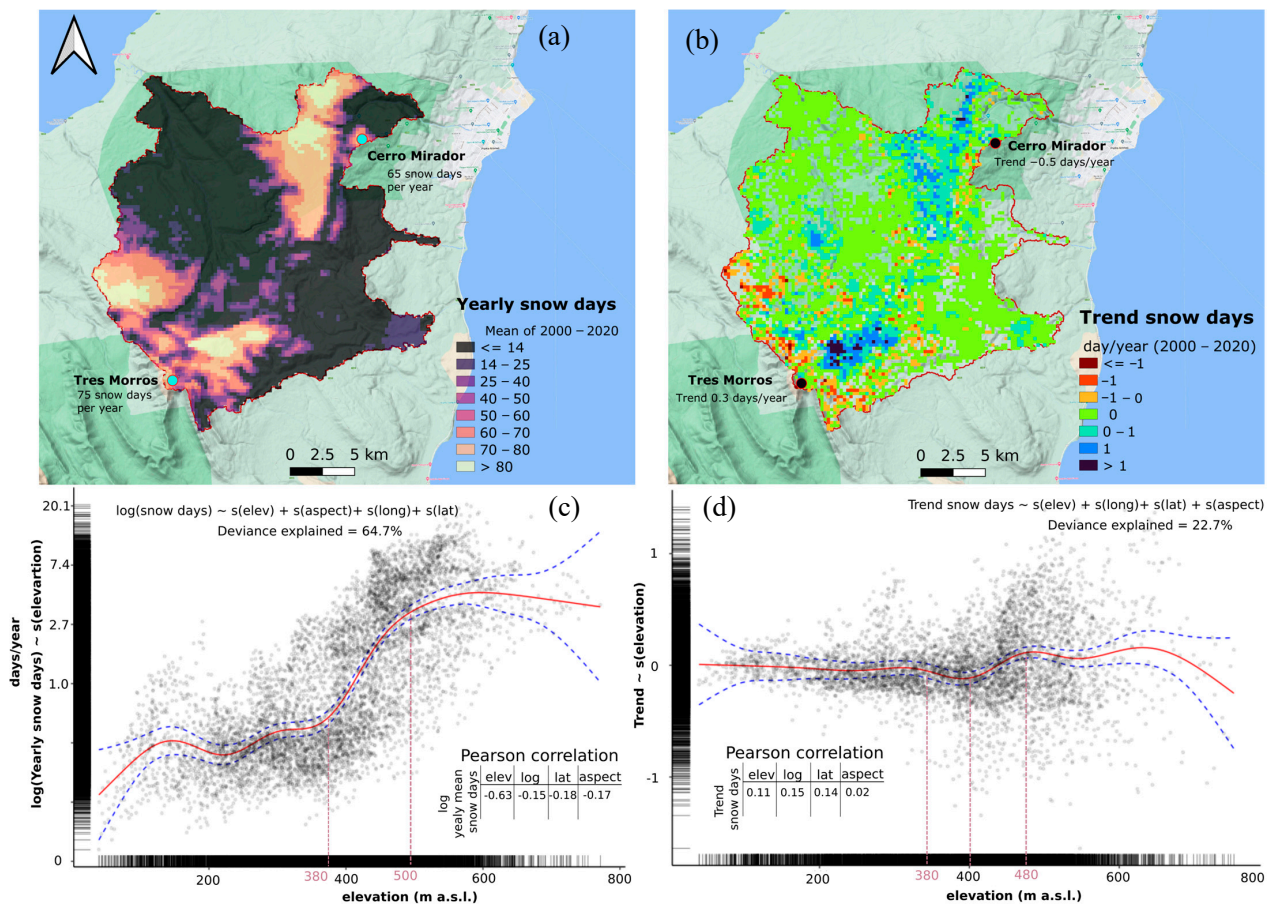 (a)
Cerro Mirador
65 snow days
per year
Yearly snow days
Mean of 2000 – 2020
<= 14
14 – 25
25 – 40
40 – 50
50 – 60
60 – 70
70 – 80
> 80
Tres Morros
75 snow days
per year
0 2.5 5 km
(b)
Cerro Mirador
Trend −0.5 days/year
Trend snow days
day/year (2000 – 2020)
<= −1
−1
−1 – 0
0
0 – 1
1
> 1
Tres Morros
Trend 0.3 days/year
0 2.5 5 km
(c)
log(snow days) ~ s(elev) + s(aspect)+ s(long)+ s(lat)
Deviance explained = 64.7%
days/year
log(Yearly snow days) ~ s(elevartion)
20.1
7.4
2.7
1.0
0
Pearson correlation
elev log lat aspect
-0.63 -0.15 -0.18 -0.17
log
yealy mean
snow days
200 380 400 500 600 800
elevation (m a.s.l.)
(d)
Trend snow days ~ s(elev) + s(long)+ s(lat) + s(aspect)
Deviance explained = 22.7%
Trend ~ s(elevation)
1
0
-1
Pearson correlation
elev log lat aspect
0.11 0.15 0.14 0.02
Trend
snow days
200 380 400 480 600 800
elevation (m a.s.l.)